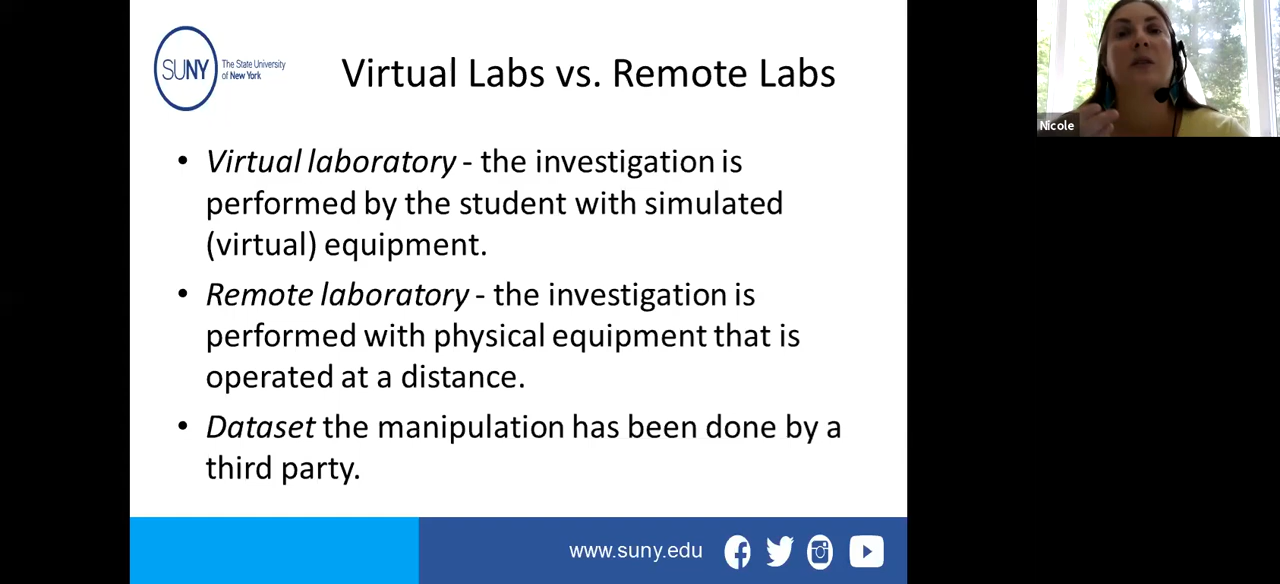 SUNY
The State University
of New York
Virtual Labs vs. Remote Labs
Nicole
• Virtual laboratory - the investigation is
performed by the student with simulated
(virtual) equipment.
• Remote laboratory - the investigation is
performed with physical equipment that is
operated at a distance.
• Dataset the manipulation has been done by a
third party.
www.suny.edu